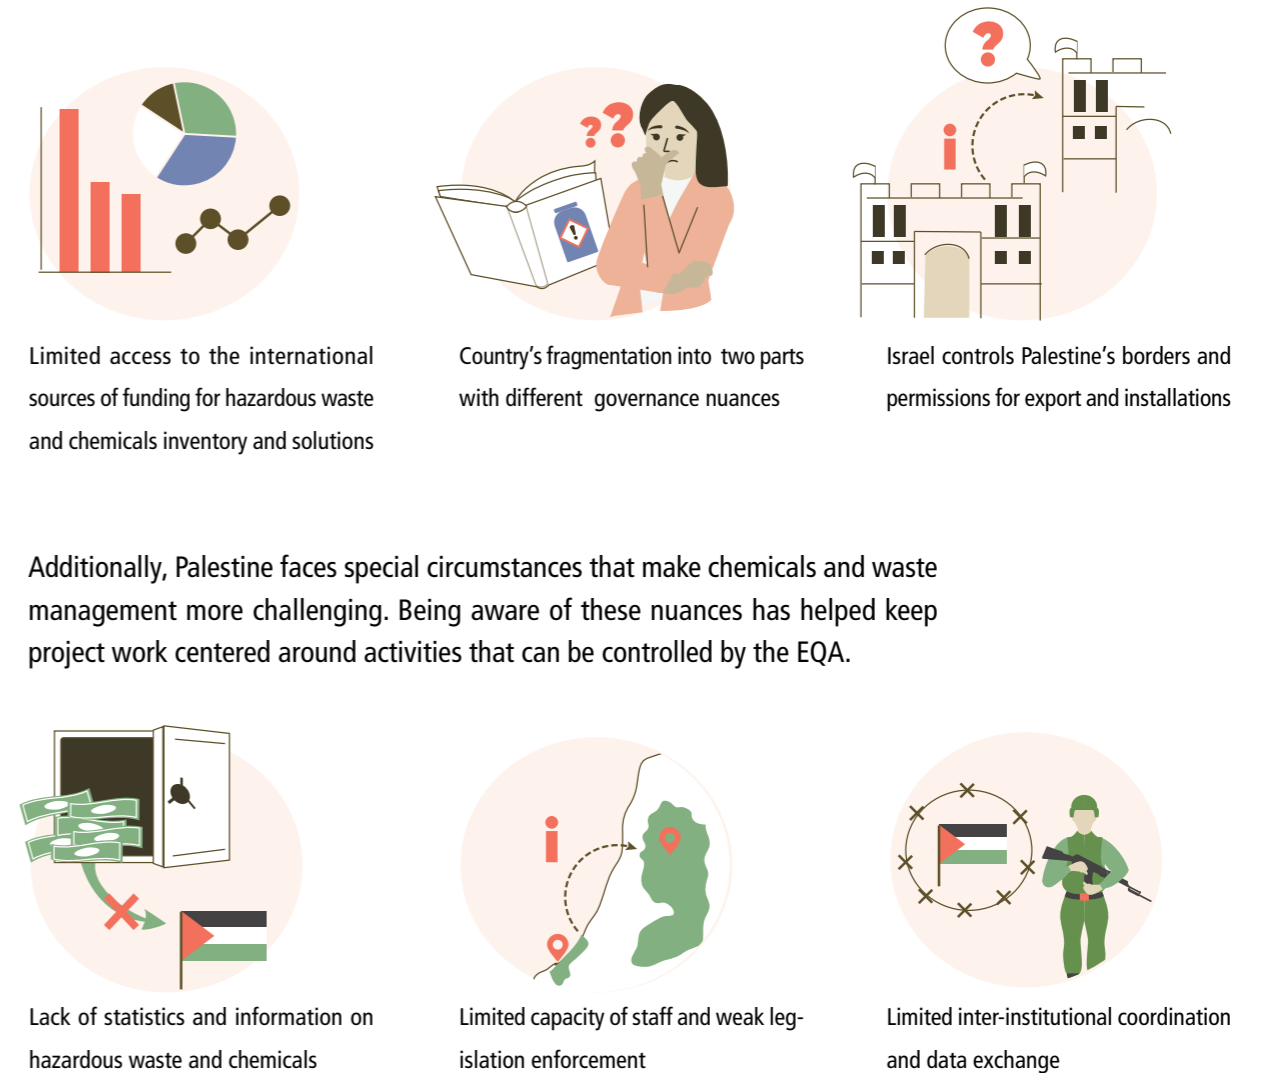 ?
??
i
Limited access to the international
sources of funding for hazardous waste
and chemicals inventory and solutions
Country's fragmentation into two parts
with different governance nuances
Israel controls Palestine's borders and
permissions for export and installations
Additionally, Palestine faces special circumstances that make chemicals and waste
management more challenging. Being aware of these nuances has helped keep
project work centered around activities that can be controlled by the EQA.
i
Lack of statistics and information on
hazardous waste and chemicals
Limited capacity of staff and weak leg-
islation enforcement
Limited inter-institutional coordination
and data exchange